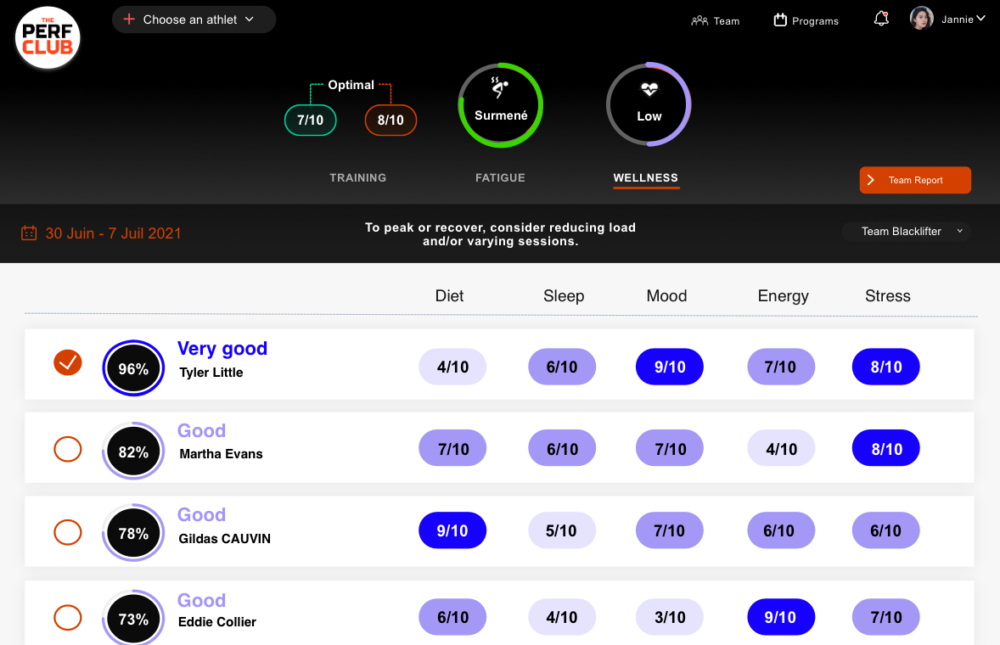 THE
PERF
CLUB
Choose an athlet
Team
Programs
Jannie
Optimal
7/10
8/10
Surmené
Low
TRAINING
FATIGUE
WELLNESS
Team Report
30 Juin - 7 Juil 2021
To peak or recover, consider reducing load
and/or varying sessions.
Team Blacklifter
Diet Sleep Mood Energy Stress
96%
Very good
Tyler Little
4/10 6/10 9/10 7/10 8/10
82%
Good
Martha Evans
7/10 6/10 7/10 4/10 8/10
78%
Good
Gildas CAUVIN
9/10 5/10 7/10 6/10 6/10
73%
Good
Eddie Collier
6/10 4/10 3/10 9/10 7/10